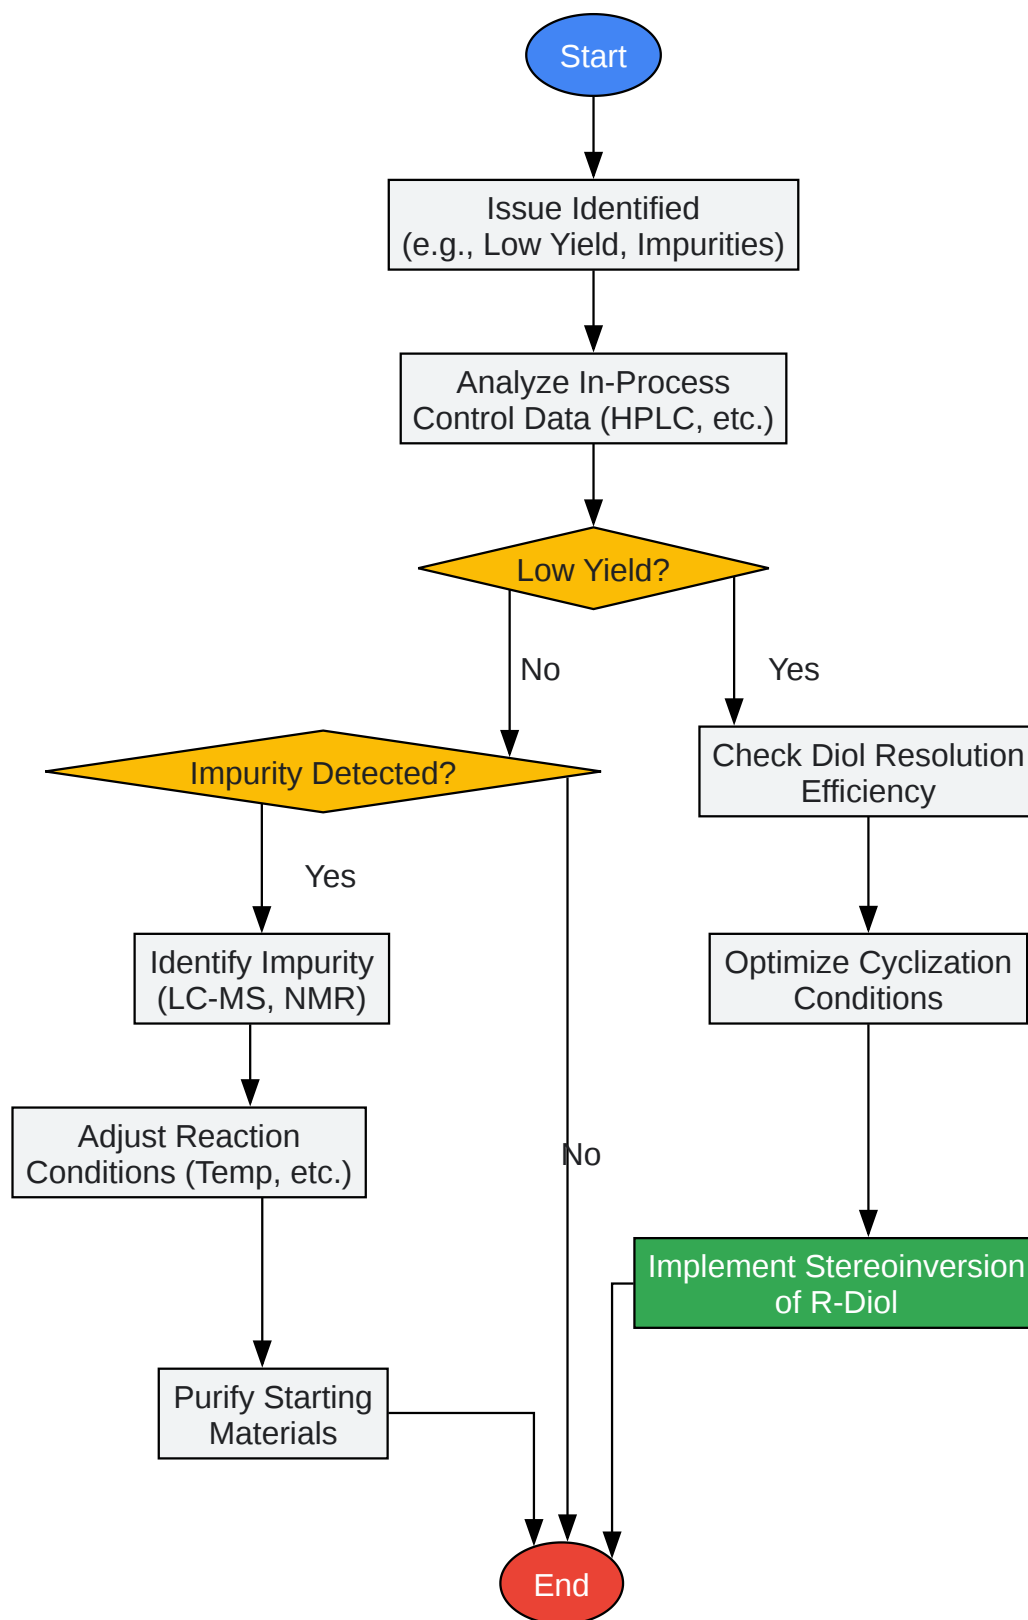 Start
Issue Identified
(e.g., Low Yield, Impurities)
Analyze In-Process
Control Data (HPLC, etc.)
Low Yield?
No
Yes
Impurity Detected?
Check Diol Resolution
Efficiency
Yes
Identify Impurity
(LC-MS, NMR)
Optimize Cyclization
Conditions
Adjust Reaction
Conditions (Temp, etc.)
No
Implement Stereoinversion
of R-Diol
Purify Starting
Materials
End